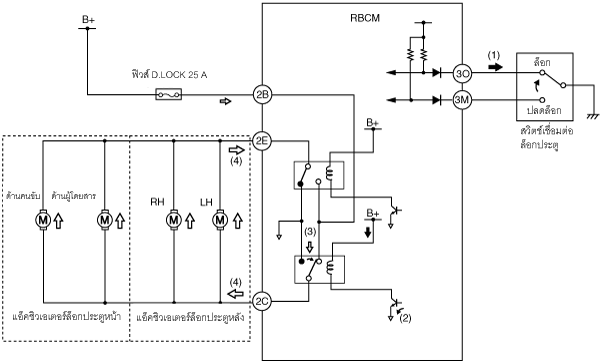 B+
RBCM
(1)
ล็อก
3O
ฟิวส์ D.LOCK 25 A
2B
3M
ปลดล็อก
สวิตช์เชื่อมต่อ
ล็อกประตู
B+
2E
(4)
ด้านคนขับ
ด้านผู้โดยสาร
RH
LH
M
M
M
M
B+
(3)
(4)
2C
(2)
แอ็คชิวเอเตอร์ล็อกประตูหน้า
แอ็คชิวเอเตอร์ล็อกประตูหลัง